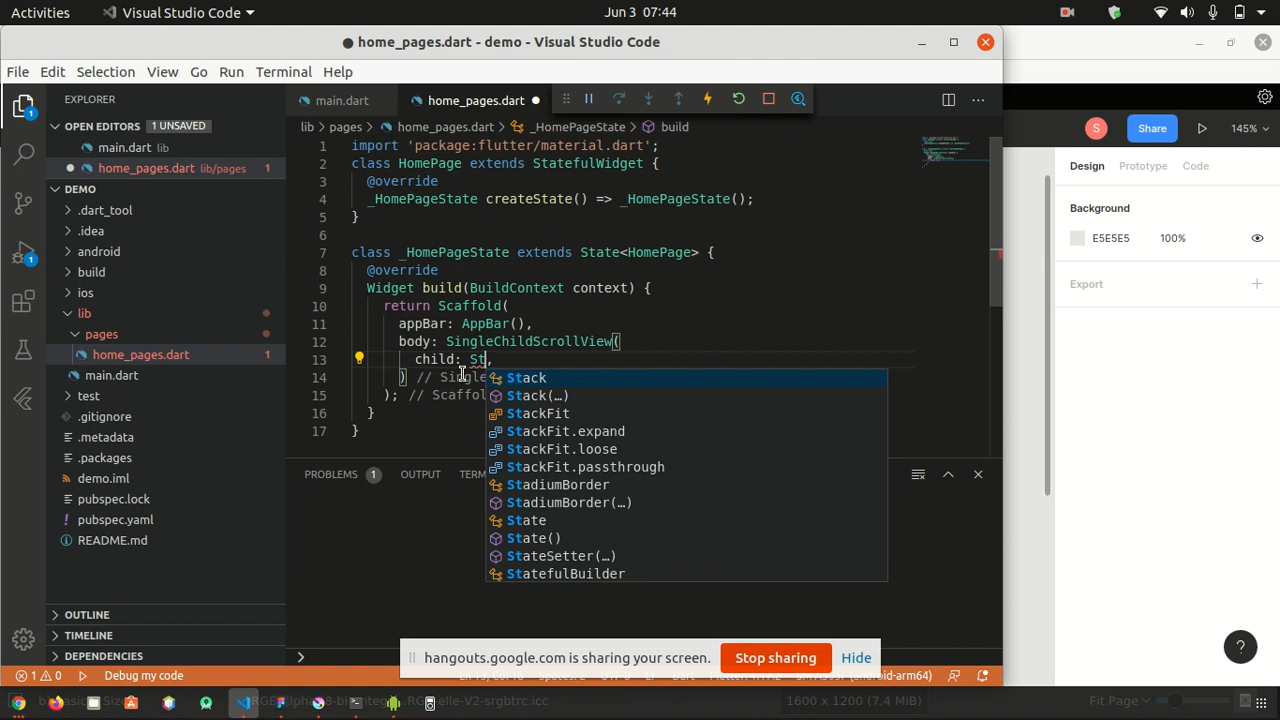 Activities
Visual Studio Code
Jun 3 07:44
home_pages.dart - demo - Visual Studio Code
File Edit Selection View Go Run Terminal Help
EXPLORER
OPEN EDITORS 1 UNSAVED
main.dart lib
home_pages.dart lib/pages 1
DEMO
.dart_tool
.idea
android
build
ios
lib
pages
home_pages.dart 1
main.dart
test
.gitignore
.metadata
.packages
demo.iml
pubspec.lock
pubspec.yaml
README.md
OUTLINE
TIMELINE
DEPENDENCIES
main.dart
home_pages.dart
lib > pages > home_pages.dart > _HomePageState > build
1 import 'package:flutter/material.dart';
2 class HomePage extends StatefulWidget {
3 @override
4 _HomePageState createState() => _HomePageState();
5 }
6
7 class _HomePageState extends State<HomePage> {
8 @override
9 Widget build(BuildContext context) {
10 return Scaffold(
11 appBar: AppBar(),
12 body: SingleChildScrollView(
13 child: St,
14 ) // Single
15 ); // Scaffol
16 }
17 }
Stack
Stack(…)
StackFit
StackFit.expand
StackFit.loose
StackFit.passthrough
StadiumBorder
StadiumBorder(…)
State
State()
StateSetter(…)
StatefulBuilder
PROBLEMS 1 OUTPUT TERM
hangouts.google.com is sharing your screen.
Stop sharing
Hide
1 0
Debug my code
S
Share
145%
Design Prototype Code
Background
E5E5E5 100%
Export
?
1600 x 1200 (7.4 MiB)
Fit Page